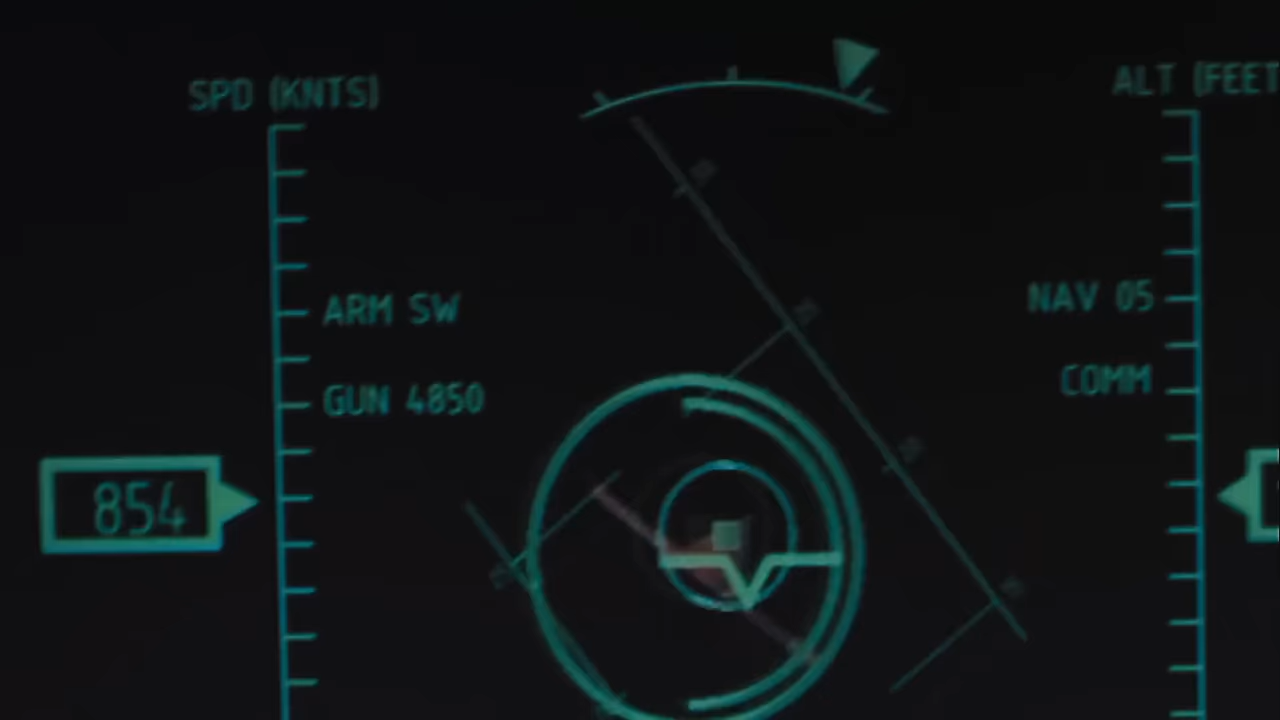 SPD (KNTS)
ALT (FEET
ARM SW
NAV 05
GUN 4850
COMM
854